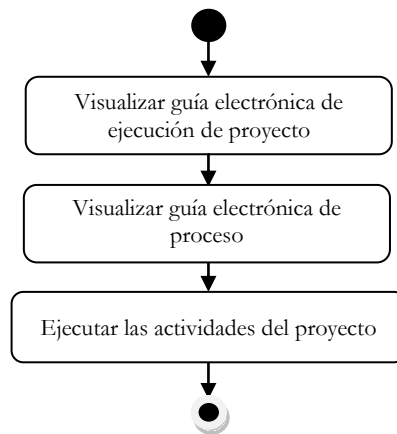 Visualizar guía electrónica de
ejecución de proyecto
Visualizar guía electrónica de
proceso
Ejecutar las actividades del proyecto